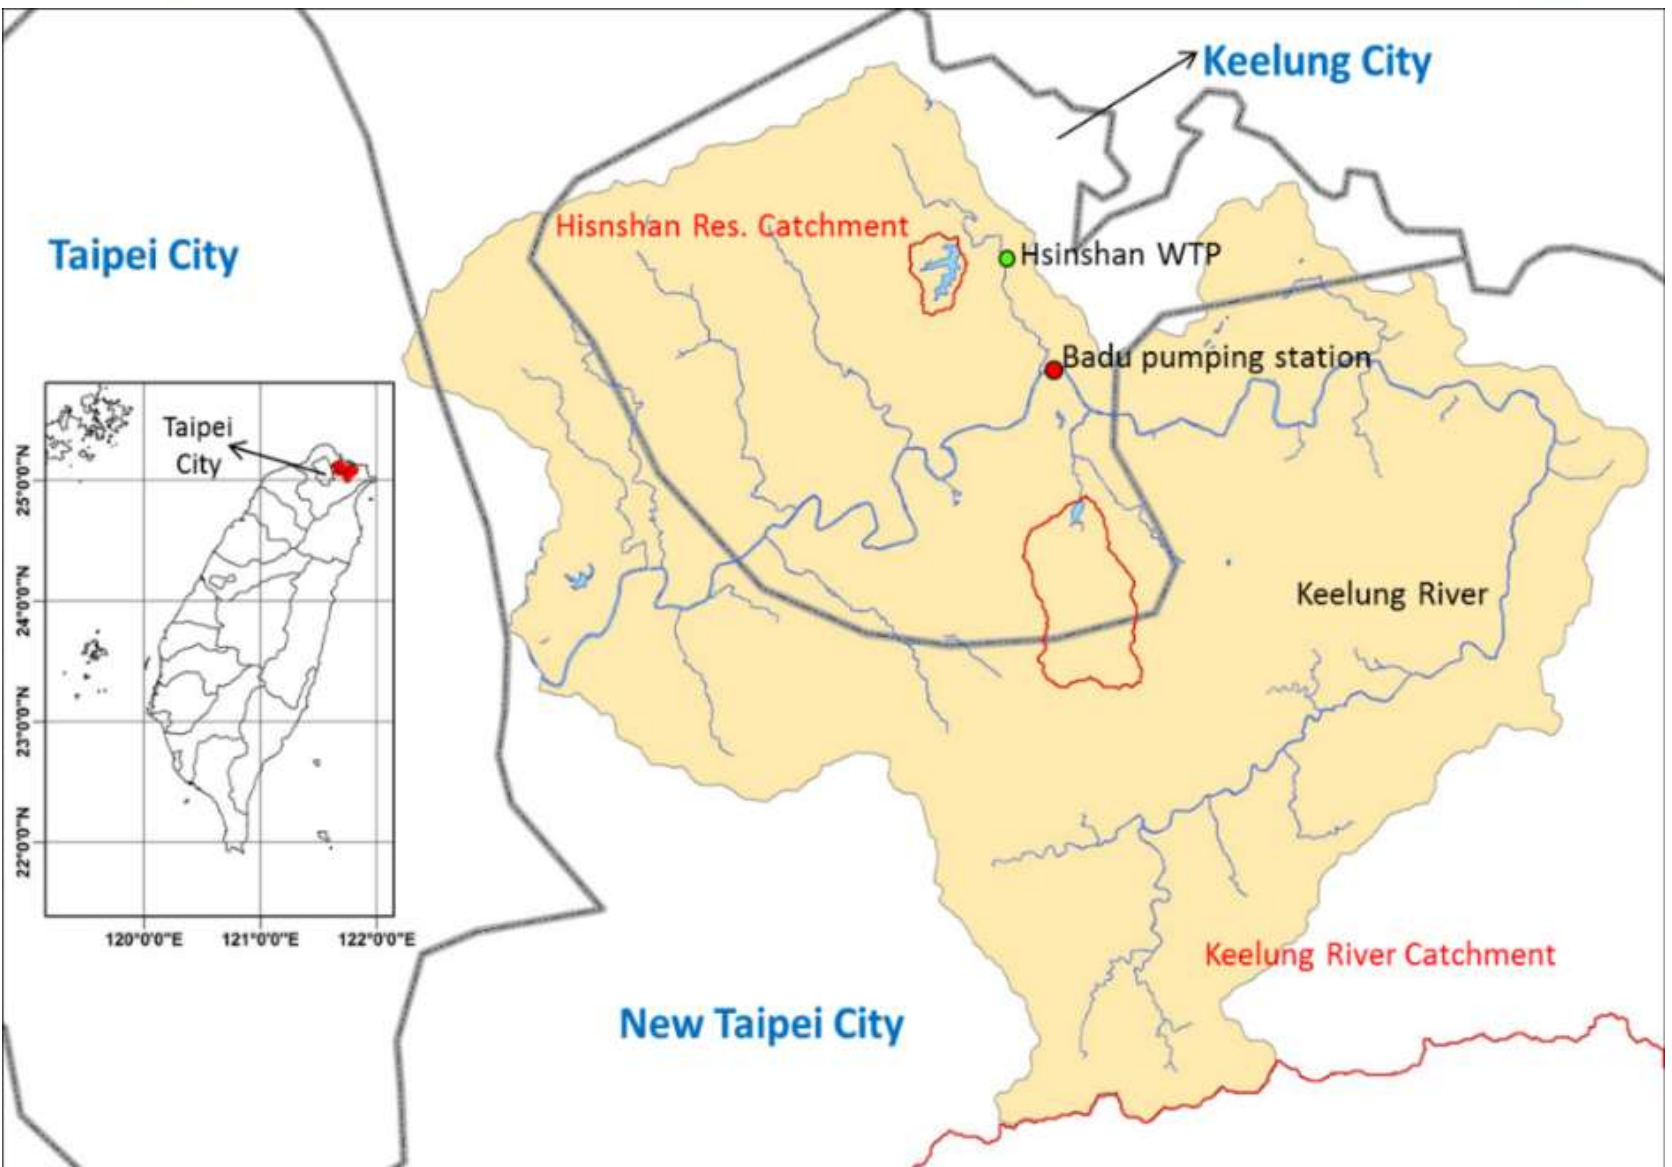 Keelung City
Taipei City
Hisnshan Res. Catchment
Hsinshan WTP
Badu pumping station
Taipei
City
25°0'0"N
24°0'0"N
23°0'0"N
22°0'0"N
120°0'0"E
121°0'0"E
122°0'0"E
Keelung River
Keelung River Catchment
New Taipei City